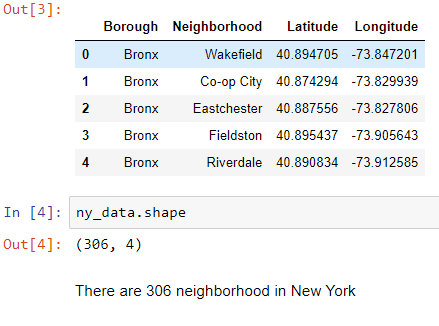 Out[3]:
Borough Neighborhood Latitude Longitude
0 Bronx Wakefield 40.894705 -73.847201
1 Bronx Co-op City 40.874294 -73.829939
2 Bronx Eastchester 40.887556 -73.827806
3 Bronx Fieldston 40.895437 -73.905643
4 Bronx Riverdale 40.890834 -73.912585
In [4]: ny_data.shape
Out[4]: (306, 4)
There are 306 neighborhood in New York